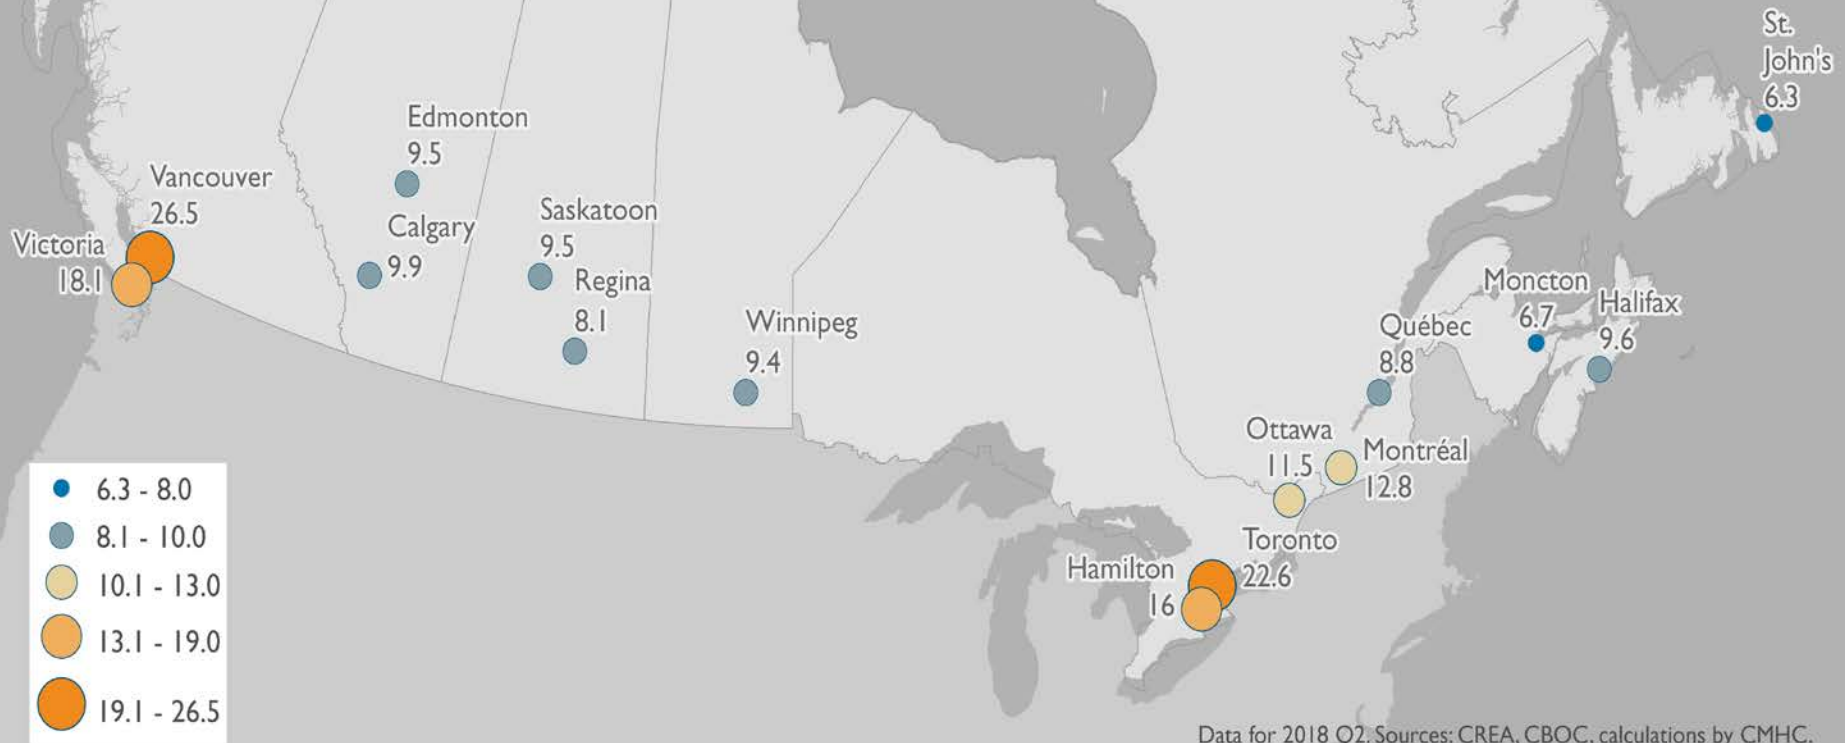 St.
John's
6.3
Edmonton
9.5
Vancouver
26.5
Saskatoon
9.5
Calgary
9.9
Victoria
18.1
Regina
8.1
Moncton
6.7
Halifax
9.6
Winnipeg
9.4
Québec
8.8
Ottawa
11.5
Montréal
12.8
Toronto
22.6
Hamilton
16
6.3 - 8.0
8.1 - 10.0
10.1 - 13.0
13.1 - 19.0
19.1 - 26.5
Data for 2018 Q2. Sources: CREA, CBOC, calculations by CMHC.